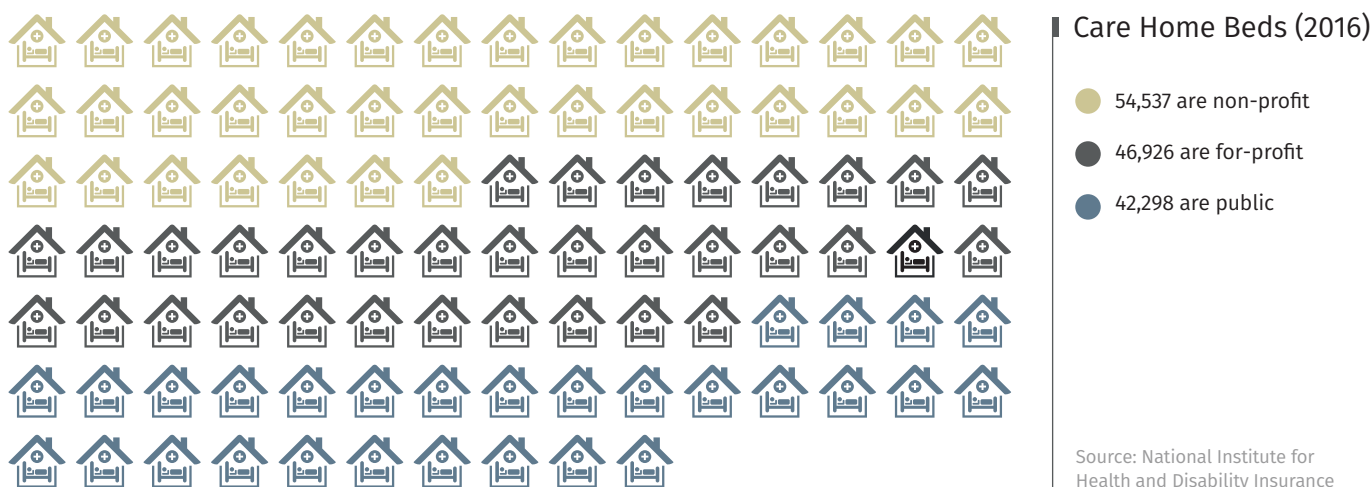 Care Home Beds (2016)
54,537 are non-profit
46,926 are for-profit
42,298 are public
Source: National Institute for
Health and Disability Insurance